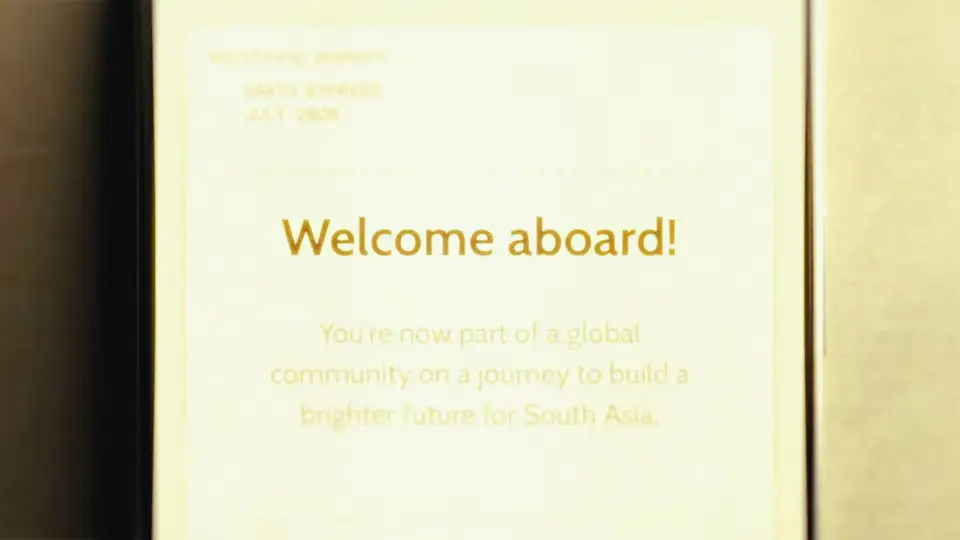 Welcome aboard!
You're now part of a global
community on a journey to build a
brighter future for South Asia.